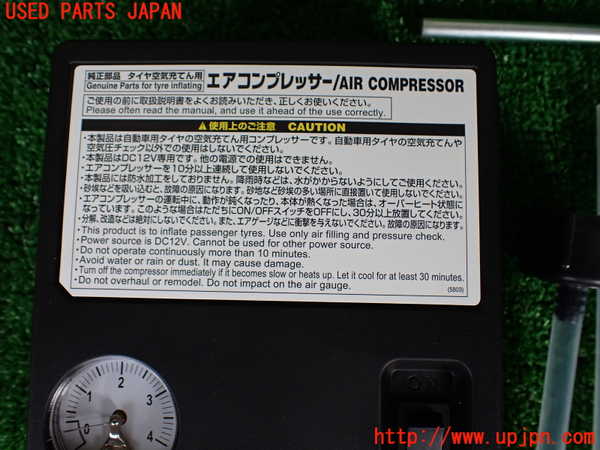 USED PARTS JAPAN
純正部品 タイヤ空気充てん用
Genuine Parts for tyre inflating
エアコンプレッサー/AIR COMPRESSOR
ご使用の前に取扱説明書をよくお読みいただき、正しくお使いください。
Please often read the manual, and use it ahead of the use correctly.
使用上のご注意 CAUTION
・本製品は自動車用タイヤの空気充てん用コンプレッサーです。自動車用タイヤの空気充てんや
空気圧チェック以外での使用はしないでください。
・本製品はDC12V専用です。他の電源での使用はできません。
・エアコンプレッサーを10分以上連続して使用しないでください。
・本製品には防水加工をしておりません。降雨時などは、水がかからないようにしてご使用ください。
・砂埃などを吸い込むと、故障の原因になります。砂地など砂埃の多い場所に直接置いて使用しないでください。
・エアコンプレッサーの運転中に、動作が鈍くなったり、本体が熱くなった場合は、オーバーヒート状態に
なっています。このような場合はただちにON/OFFスイッチをOFFにし、30分以上放置してください。
・分解、改造などは絶対にしないでください。また、エアゲージなどに衝撃を与えないでください。故障の原因になります。
・This product is to inflate passenger tyres. Use only air filling and pressure check.
・Power source is DC12V. Cannot be used for other power source.
・Do not operate continuously more than 10 minutes.
・Avoid water or rain or dust. It may cause damage.
・Turn off the compressor immediately if it becomes slow or heats up. Let it cool for at least 30 minutes.
・Do not overhaul or remodel. Do not impact on the air gauge.
(5803)
0 1 2 3 4
ON
http://www.upjpn.com/